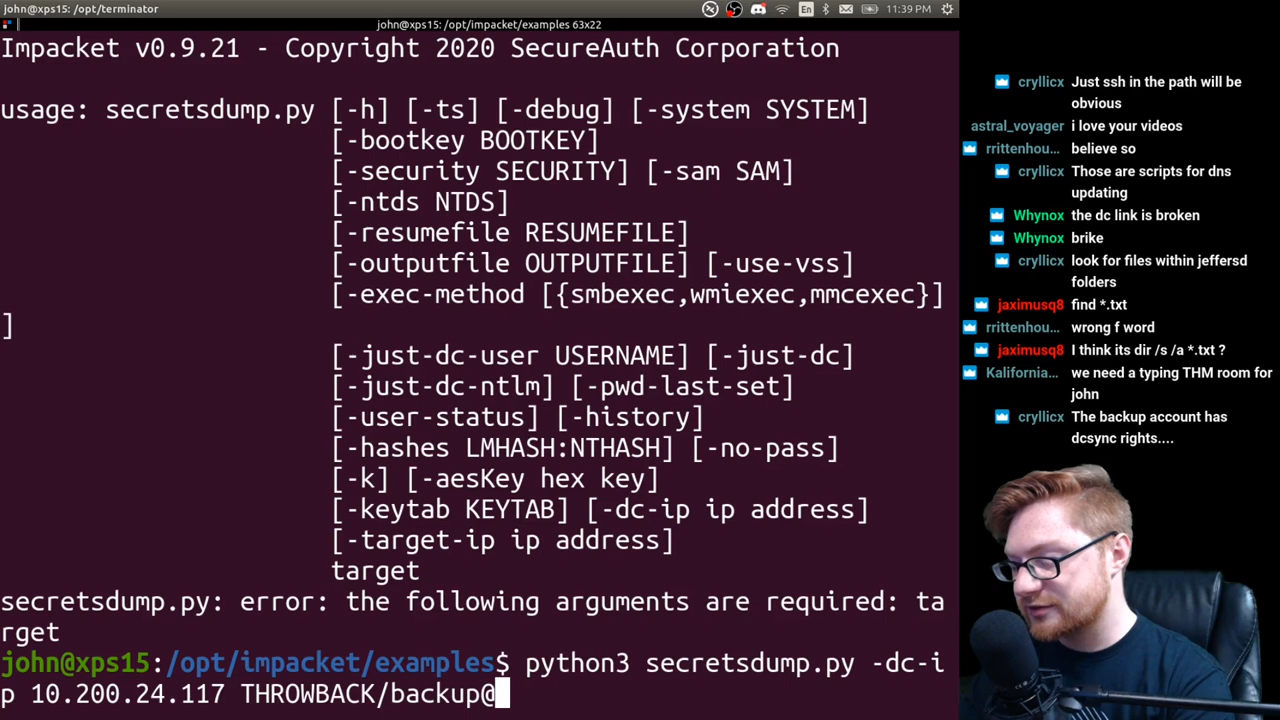 john@xps15: /opt/terminator
En
11:39 PM
john@xps15: /opt/impacket/examples 63x22
Impacket v0.9.21 - Copyright 2020 SecureAuth Corporation
usage: secretsdump.py [-h] [-ts] [-debug] [-system SYSTEM]
[-bootkey BOOTKEY]
[-security SECURITY] [-sam SAM]
[-ntds NTDS]
[-resumefile RESUMEFILE]
[-outputfile OUTPUTFILE] [-use-vss]
[-exec-method [{smbexec,wmiexec,mmcexec}]
]
[-just-dc-user USERNAME] [-just-dc]
[-just-dc-ntlm] [-pwd-last-set]
[-user-status] [-history]
[-hashes LMHASH:NTHASH] [-no-pass]
[-k] [-aesKey hex key]
[-keytab KEYTAB] [-dc-ip ip address]
[-target-ip ip address]
target
secretsdump.py: error: the following arguments are required: ta
rget
john@xps15:/opt/impacket/examples$ python3 secretsdump.py -dc-i
p 10.200.24.117 THROWBACK/backup@
cryllicx Just ssh in the path will be
obvious
astral_voyager i love your videos
rrittenhou… believe so
cryllicx Those are scripts for dns
updating
Whynox the dc link is broken
Whynox brike
cryllicx look for files within jeffersd
folders
jaximusq8 find *.txt
rrittenhou… wrong f word
jaximusq8 I think its dir /s /a *.txt ?
Kalifornia… we need a typing THM room for
john
cryllicx The backup account has
dcsync rights....